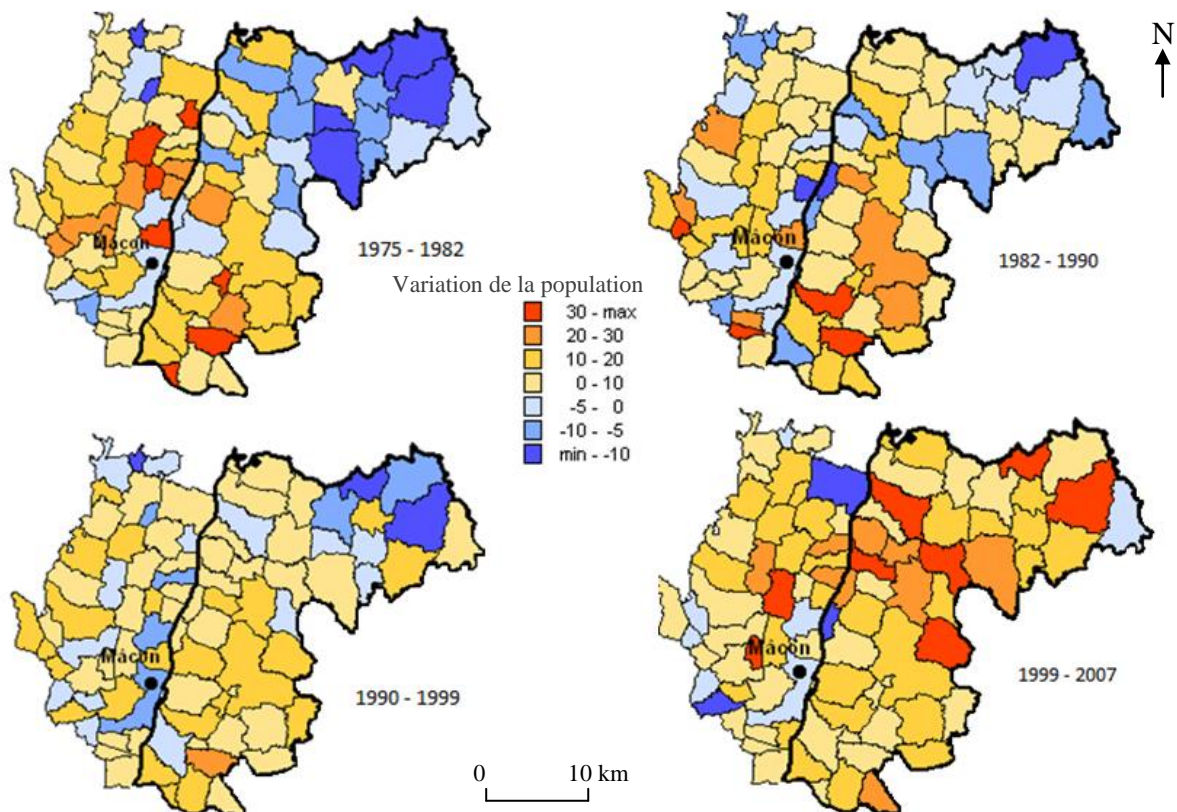 N
Mâcon
1975 - 1982
Mâcon
1982 - 1990
Variation de la population
30 - max
20 - 30
10 - 20
0 - 10
-5 - 0
-10 - -5
min - -10
Mâcon
1990 - 1999
Mâcon
1999 - 2007
0 10 km